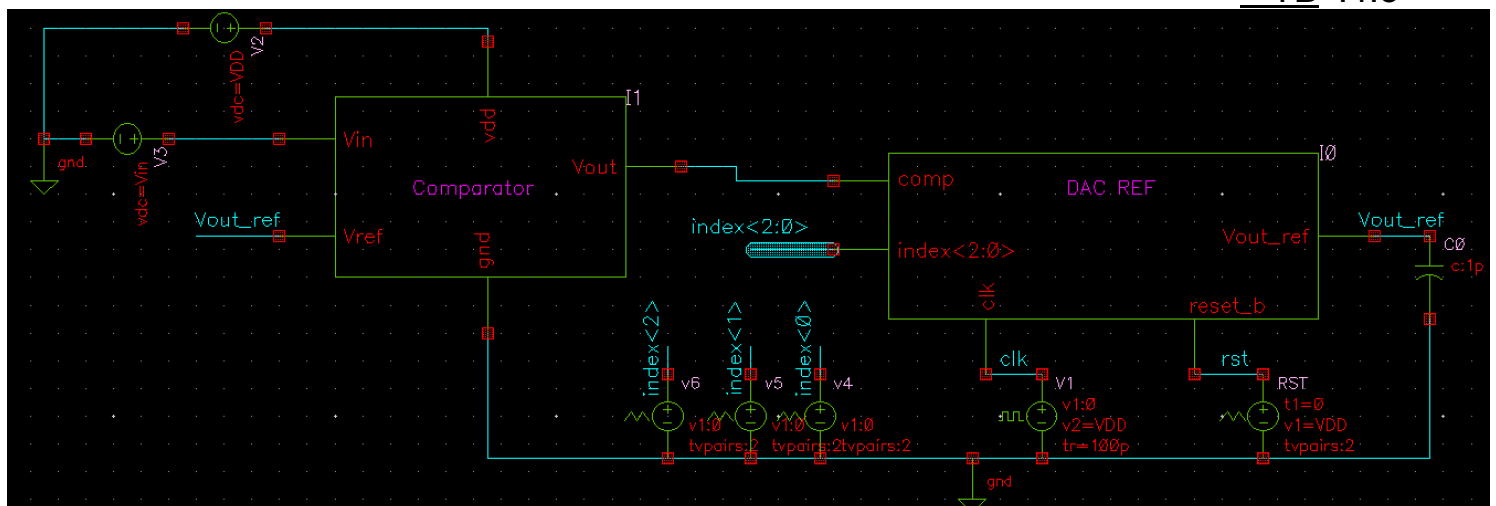 V2
vdc=VDD
I1
vdd
Vin
gnd
V3
vdc=Vin
Vout
Comparator
Vout_ref
Vref
gnd
I0
comp
DAC REF
index<2:0>
index<2:0>
Vout_ref
Vout_ref
C0
c:1p
clk
reset_b
index<2>
index<1>
index<0>
clk
rst
v6
v5
v4
V1
RST
v1:0
v1:0
v1:0
v1:0
t1=0
v2=VDD
v1=VDD
tvpairs:2
tvpairs:2
tvpairs:2
tr=100p
tvpairs:2
gnd